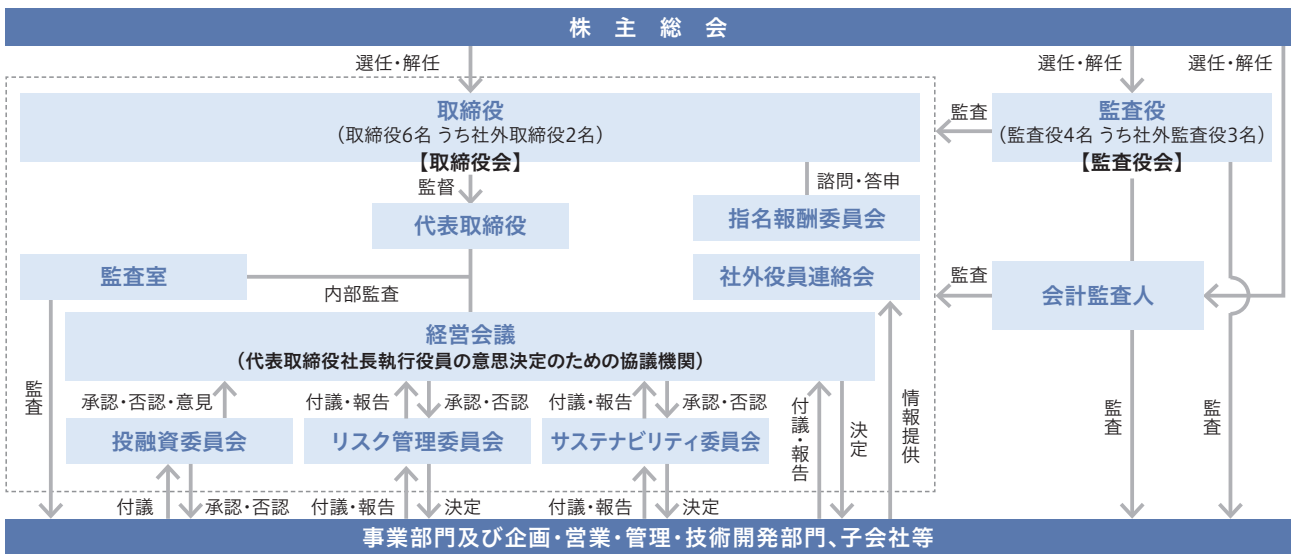 株主総会
選任・解任
選任・解任
選任・解任
取締役
（取締役6名 うち社外取締役2名）
【取締役会】
監査
監査役
（監査役4名 うち社外監査役3名）
【監査役会】
監督
諮問・答申
代表取締役
指名報酬委員会
監査室
内部監査
社外役員連絡会
監査
会計監査人
経営会議
（代表取締役社長執行役員の意思決定のための協議機関）
監査
承認・否認・意見
付議・報告
承認・否認
付議・報告
承認・否認
付議・報告
決定
情報提供
監査
監査
投融資委員会
リスク管理委員会
サステナビリティ委員会
付議
承認・否認
付議・報告
決定
付議・報告
決定
事業部門及び企画・営業・管理・技術開発部門、子会社等